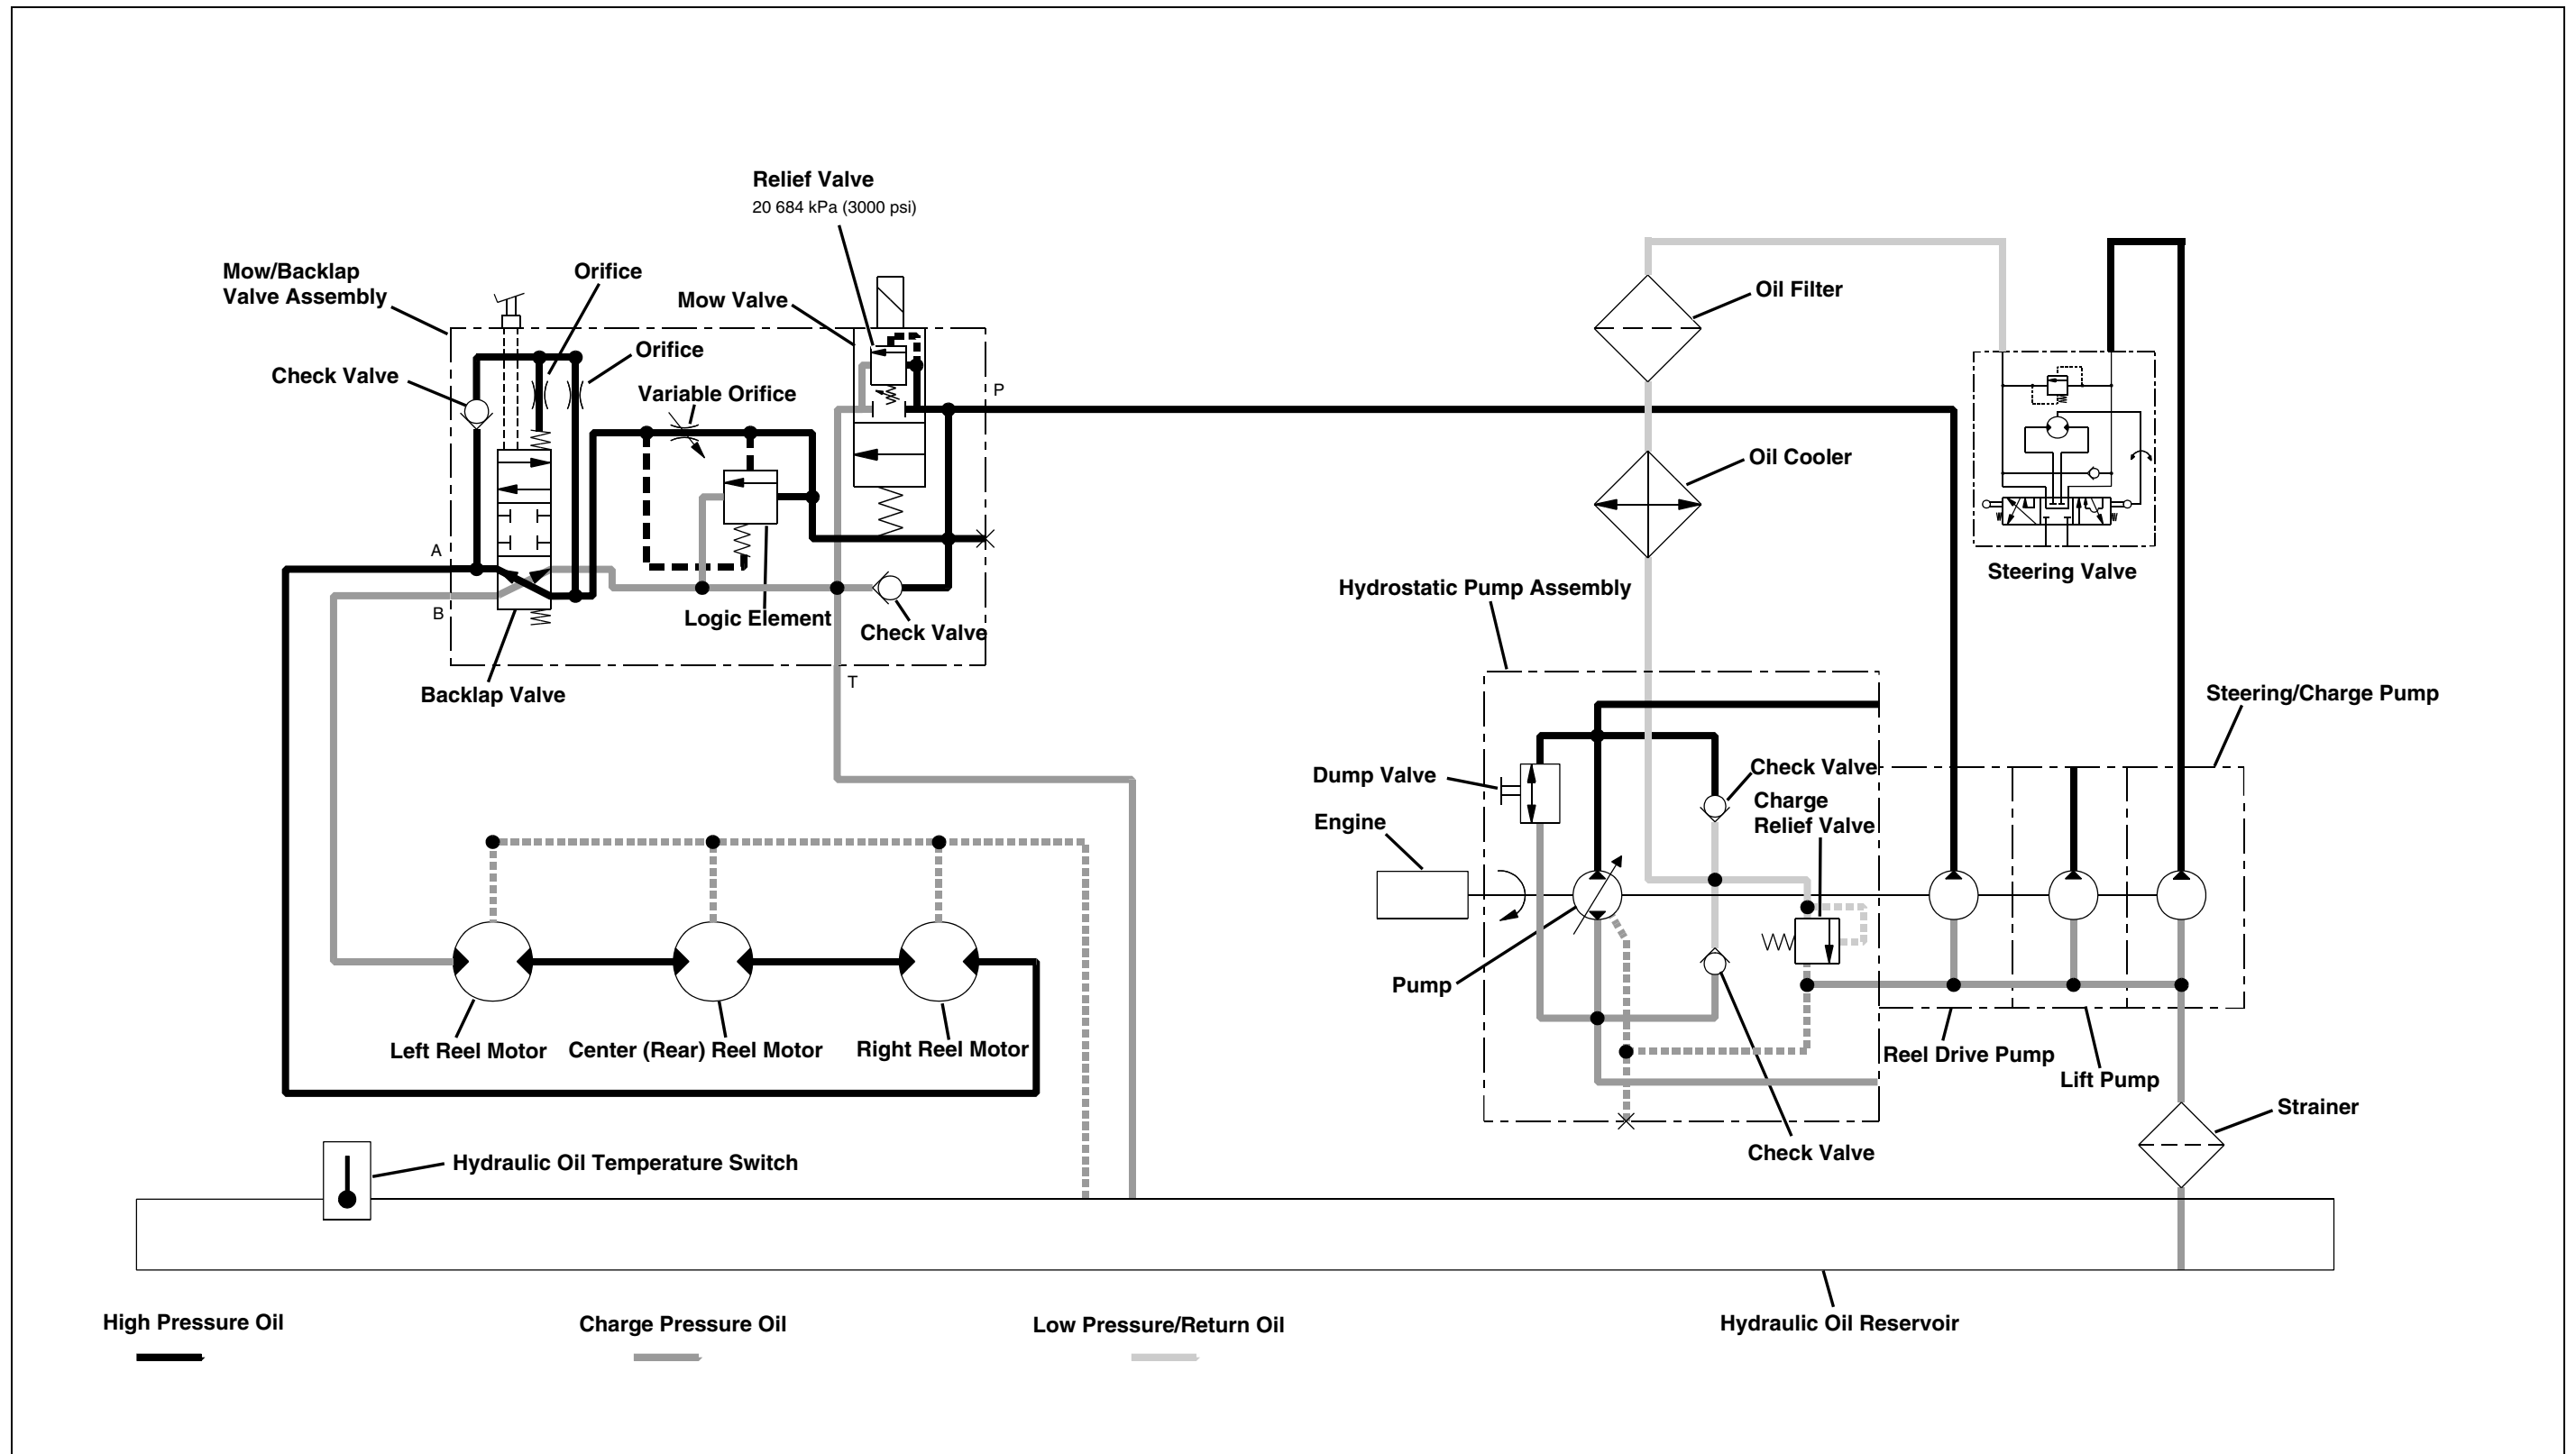 Relief Valve
20 684 kPa (3000 psi)
Mow/Backlap
Valve Assembly
Orifice
Mow Valve
Oil Filter
Orifice
Check Valve
Variable Orifice
P
Oil Cooler
A
Steering Valve
Hydrostatic Pump Assembly
B
Logic Element
Check Valve
T
Backlap Valve
Steering/Charge Pump
Dump Valve
Check Valve
Charge
Relief Valve
Engine
Pump
Left Reel Motor
Center (Rear) Reel Motor
Right Reel Motor
Reel Drive Pump
Lift Pump
Strainer
Check Valve
Hydraulic Oil Temperature Switch
High Pressure Oil
Charge Pressure Oil
Low Pressure/Return Oil
Hydraulic Oil Reservoir